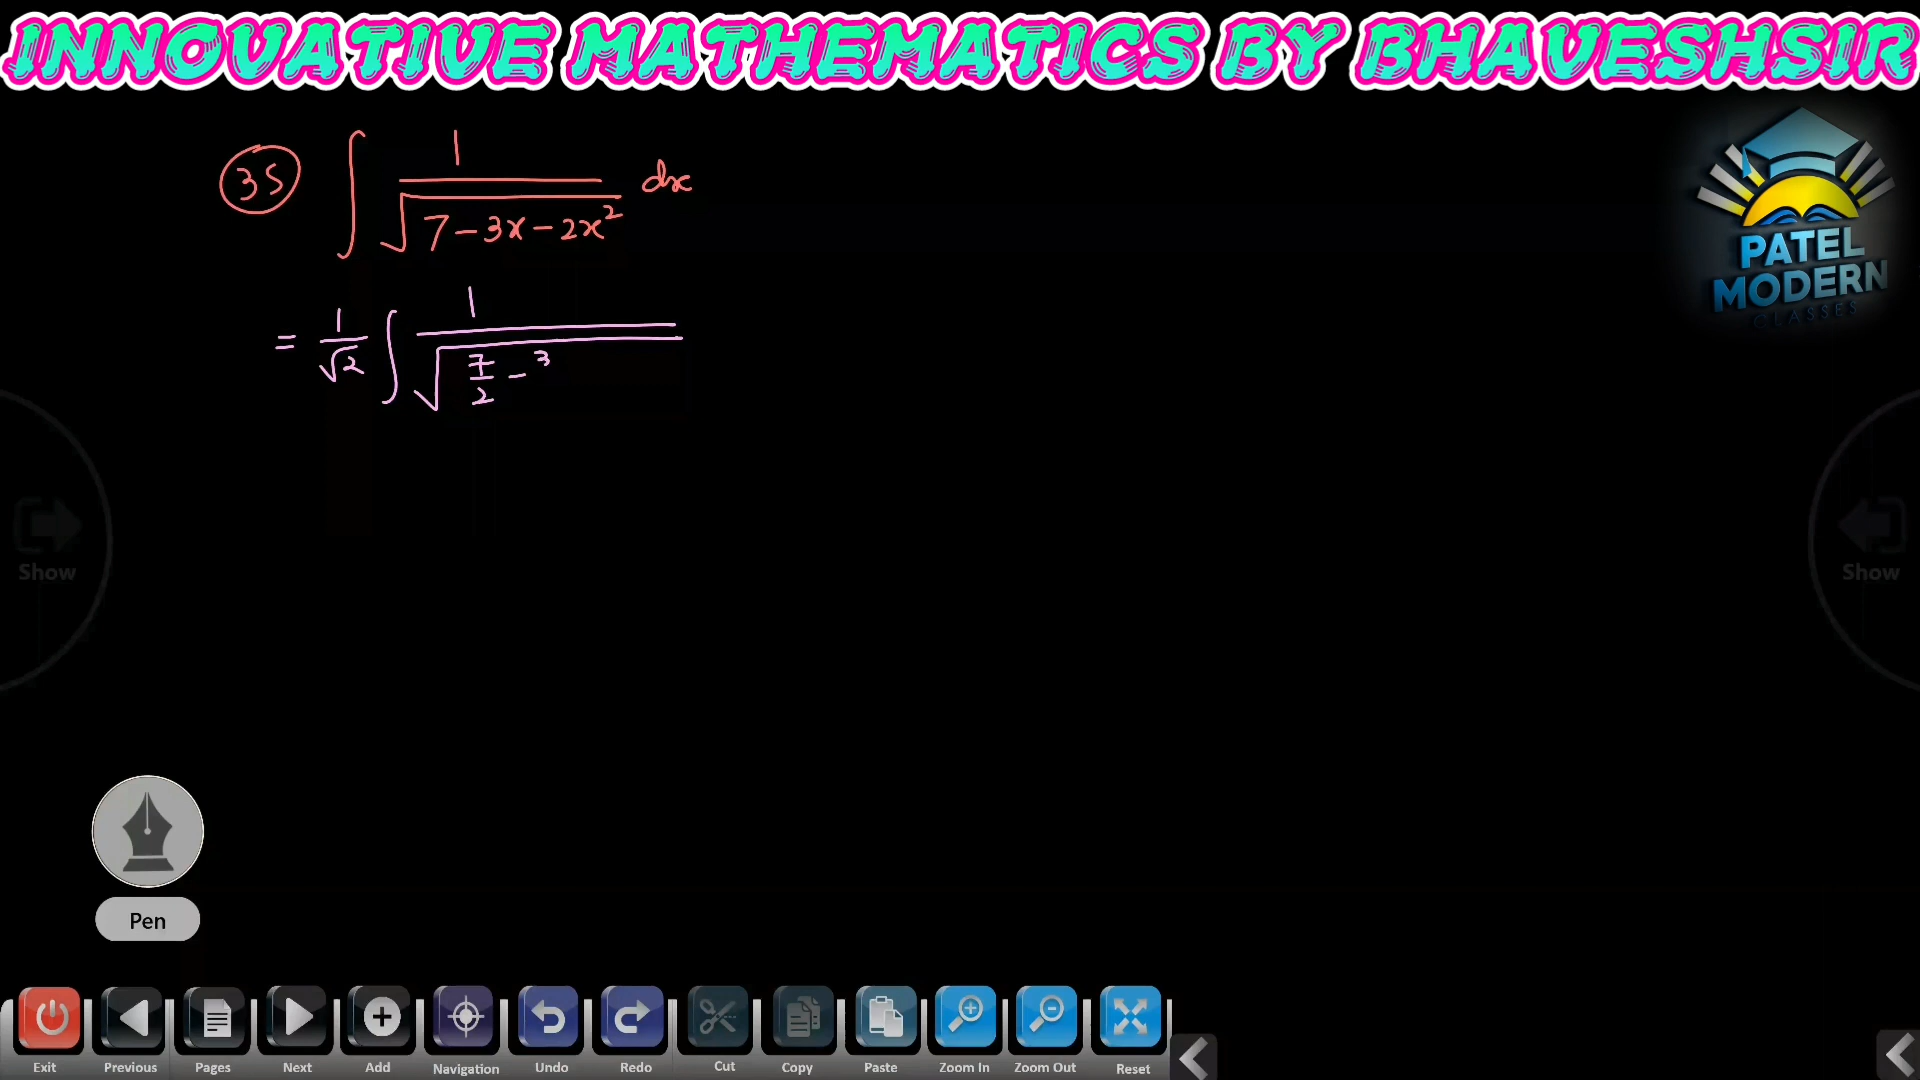 INNOVATIVE MATHEMATICS BY BHAVESHSIR
35 ∫ 1/√(7-3x-2x²) dx
= 1/√2 ∫ 1/√(7/2 - 3
PATEL
MODERN
CLASSES
Show
Show
Pen
Exit Previous Pages Next Add Navigation Undo Redo Cut Copy Paste Zoom In Zoom Out Reset